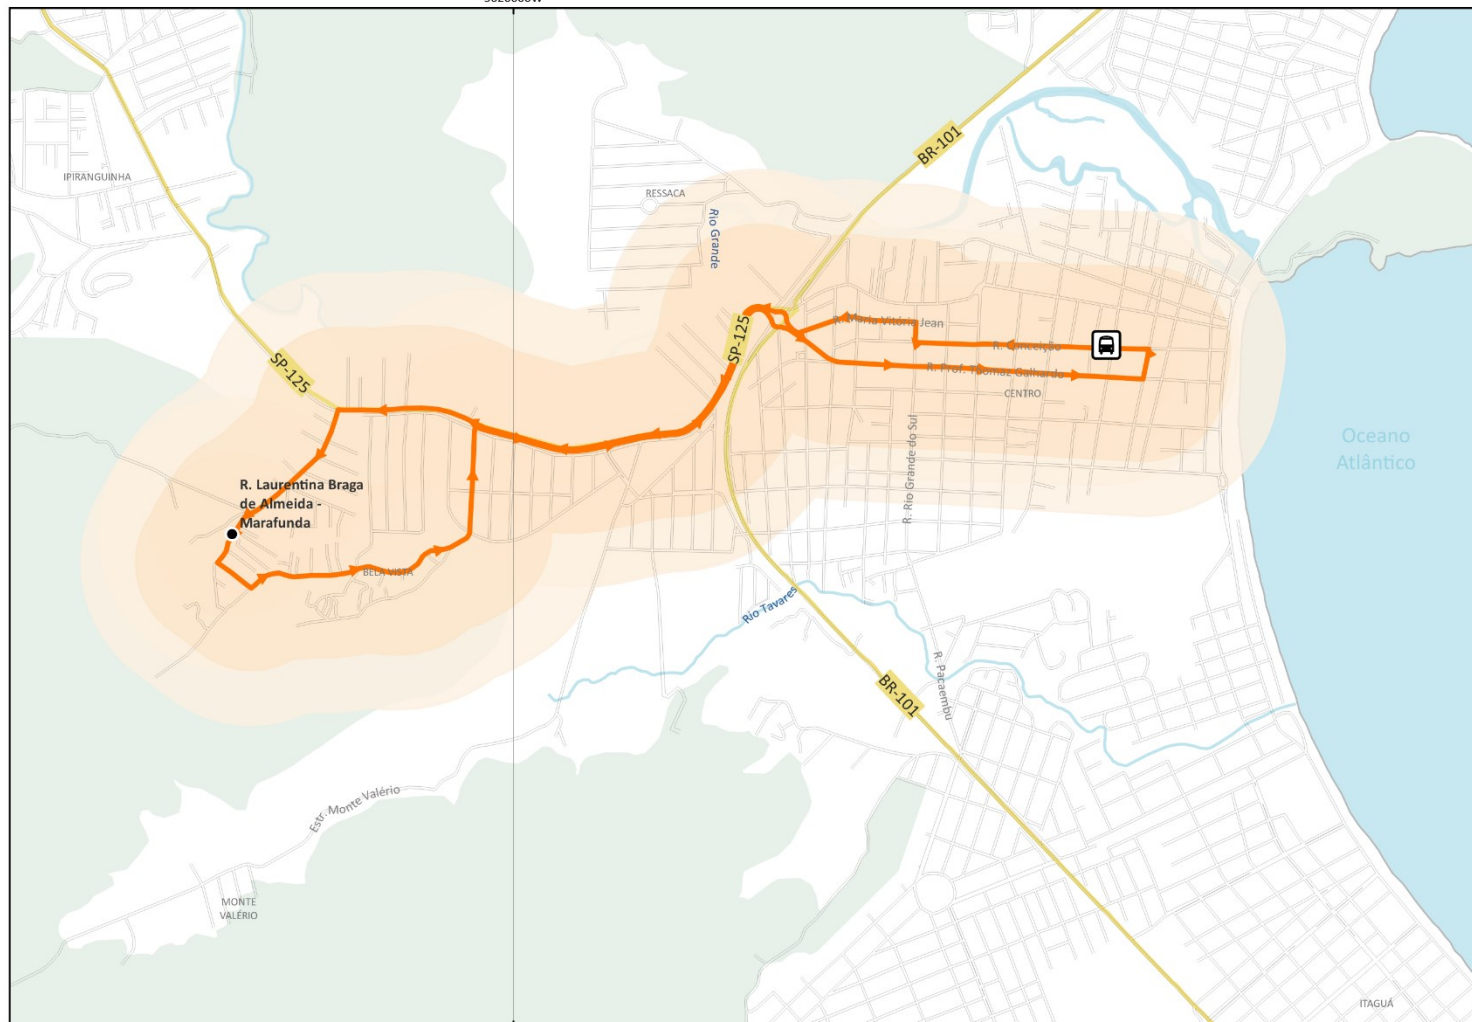 BR-101
IPIRANGUINHA
RESSACA
Rio Grande
SP-125
R. Maria Vitória Jean
R. Conceição
SP-125
R. Prof. Thomaz Galhardo
CENTRO
R. Rio Grande do Sul
Oceano
Atlântico
R. Laurentina Braga
de Almeida -
Marafunda
BELA VISTA
Rio Tavares
R. Pacaembu
BR-101
Estr. Monte Valério
MONTE
VALÉRIO
ITAGUÁ